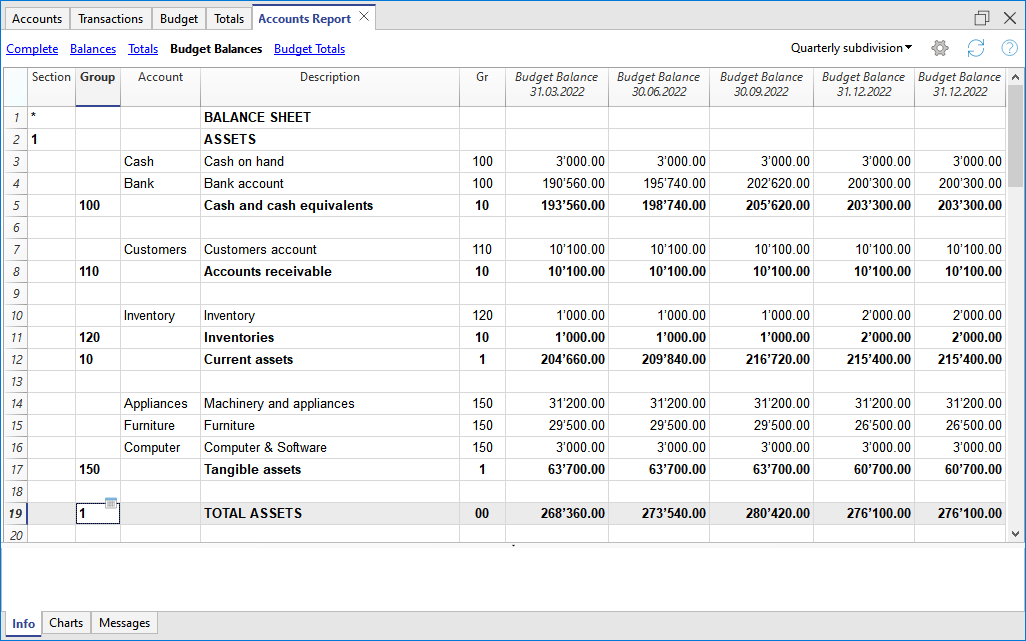 Accounts Transactions Budget Totals Accounts Report
Complete Balances Totals Budget Balances Budget Totals Quarterly subdivision
Section Group Account Description Gr Budget Balance Budget Balance Budget Balance Budget Balance Budget Balance
31.03.2022 30.06.2022 30.09.2022 31.12.2022 31.12.2022
1 * BALANCE SHEET
2 1 ASSETS
3 Cash Cash on hand 100 3'000.00 3'000.00 3'000.00 3'000.00 3'000.00
4 Bank Bank account 100 190'560.00 195'740.00 202'620.00 200'300.00 200'300.00
5 100 Cash and cash equivalents 10 193'560.00 198'740.00 205'620.00 203'300.00 203'300.00
6
7 Customers Customers account 110 10'100.00 10'100.00 10'100.00 10'100.00 10'100.00
8 110 Accounts receivable 10 10'100.00 10'100.00 10'100.00 10'100.00 10'100.00
9
10 Inventory Inventory 120 1'000.00 1'000.00 1'000.00 2'000.00 2'000.00
11 120 Inventories 10 1'000.00 1'000.00 1'000.00 2'000.00 2'000.00
12 10 Current assets 1 204'660.00 209'840.00 216'720.00 215'400.00 215'400.00
13
14 Appliances Machinery and appliances 150 31'200.00 31'200.00 31'200.00 31'200.00 31'200.00
15 Furniture Furniture 150 29'500.00 29'500.00 29'500.00 26'500.00 26'500.00
16 Computer Computer & Software 150 3'000.00 3'000.00 3'000.00 3'000.00 3'000.00
17 150 Tangible assets 1 63'700.00 63'700.00 63'700.00 60'700.00 60'700.00
18
19 1 TOTAL ASSETS 00 268'360.00 273'540.00 280'420.00 276'100.00 276'100.00
20
Info Charts Messages